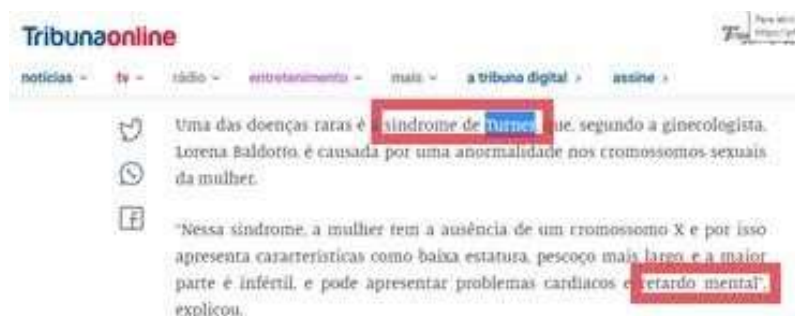 Tribunaonline
notícias tv rádio entretenimento mais a tribuna digital assine
Uma das doenças raras é a síndrome de Turner, que, segundo a ginecologista,
Lorena Baldotto, é causada por uma anormalidade nos cromossomos sexuais
da mulher.
"Nessa síndrome, a mulher tem a ausência de um cromossomo X e por isso
apresenta características como baixa estatura, pescoço mais largo, e a maior
parte é infértil, e pode apresentar problemas cardíacos e retardo mental",
explicou.